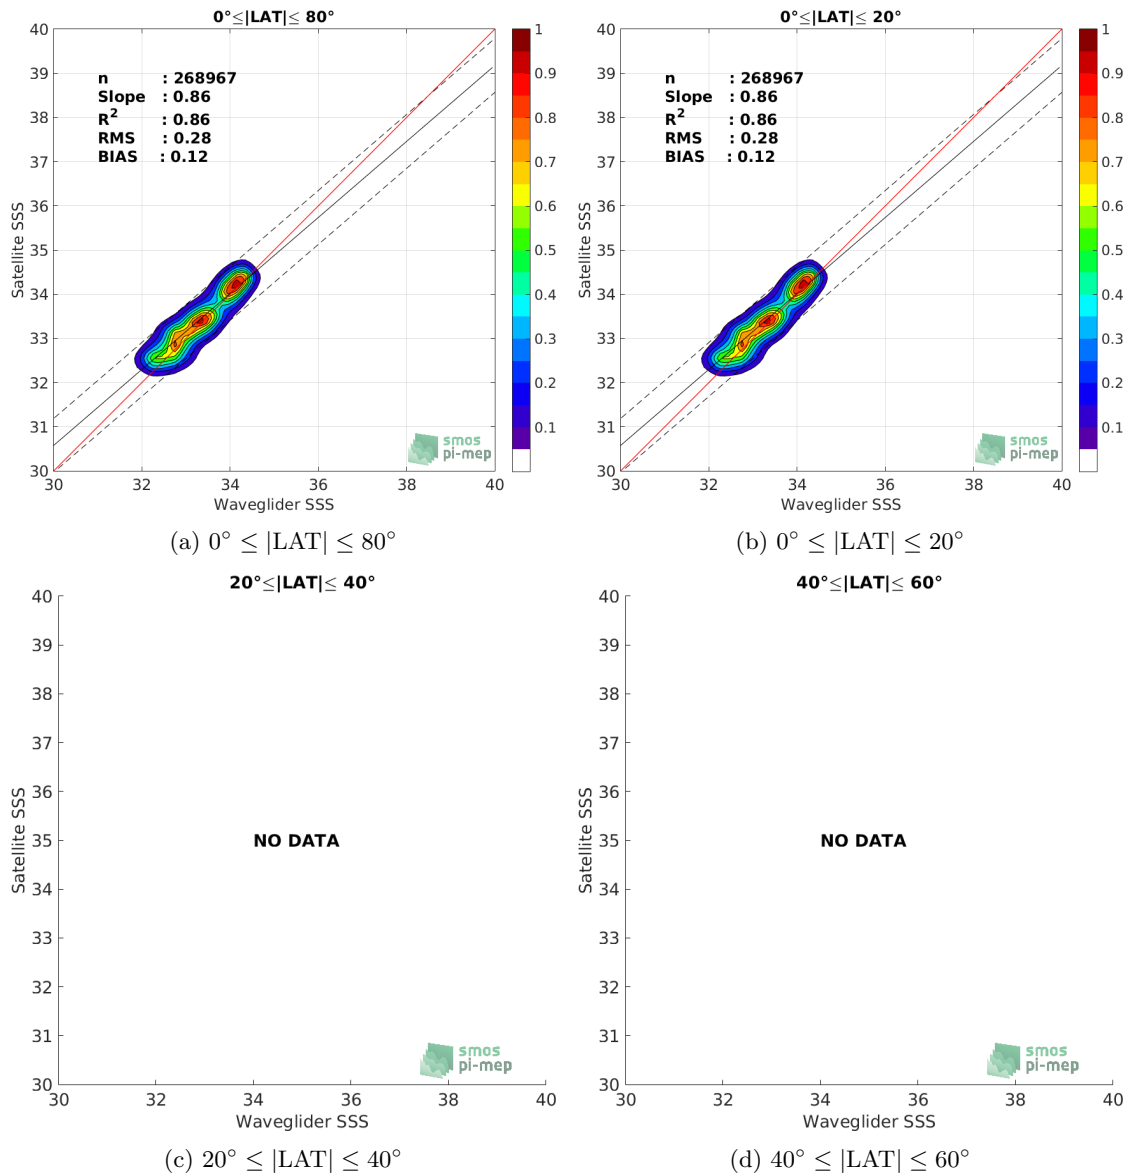 0°≤|LAT|≤ 80°
40
39
38
37
36
35
34
33
32
31
30
Satellite SSS
n : 268967
Slope : 0.86
R2 : 0.86
RMS : 0.28
BIAS : 0.12
smos
pi-mep
30 32 34 36 38 40
Waveglider SSS
1
0.9
0.8
0.7
0.6
0.5
0.4
0.3
0.2
0.1
(a) 0° ≤ |LAT| ≤ 80°
0°≤|LAT|≤ 20°
40
39
38
37
36
35
34
33
32
31
30
Satellite SSS
n : 268967
Slope : 0.86
R2 : 0.86
RMS : 0.28
BIAS : 0.12
smos
pi-mep
30 32 34 36 38 40
Waveglider SSS
1
0.9
0.8
0.7
0.6
0.5
0.4
0.3
0.2
0.1
(b) 0° ≤ |LAT| ≤ 20°
20°≤|LAT|≤ 40°
40
39
38
37
36
35
34
33
32
31
30
Satellite SSS
NO DATA
smos
pi-mep
30 32 34 36 38 40
Waveglider SSS
(c) 20° ≤ |LAT| ≤ 40°
40°≤|LAT|≤ 60°
40
39
38
37
36
35
34
33
32
31
30
Satellite SSS
NO DATA
smos
pi-mep
30 32 34 36 38 40
Waveglider SSS
(d) 40° ≤ |LAT| ≤ 60°